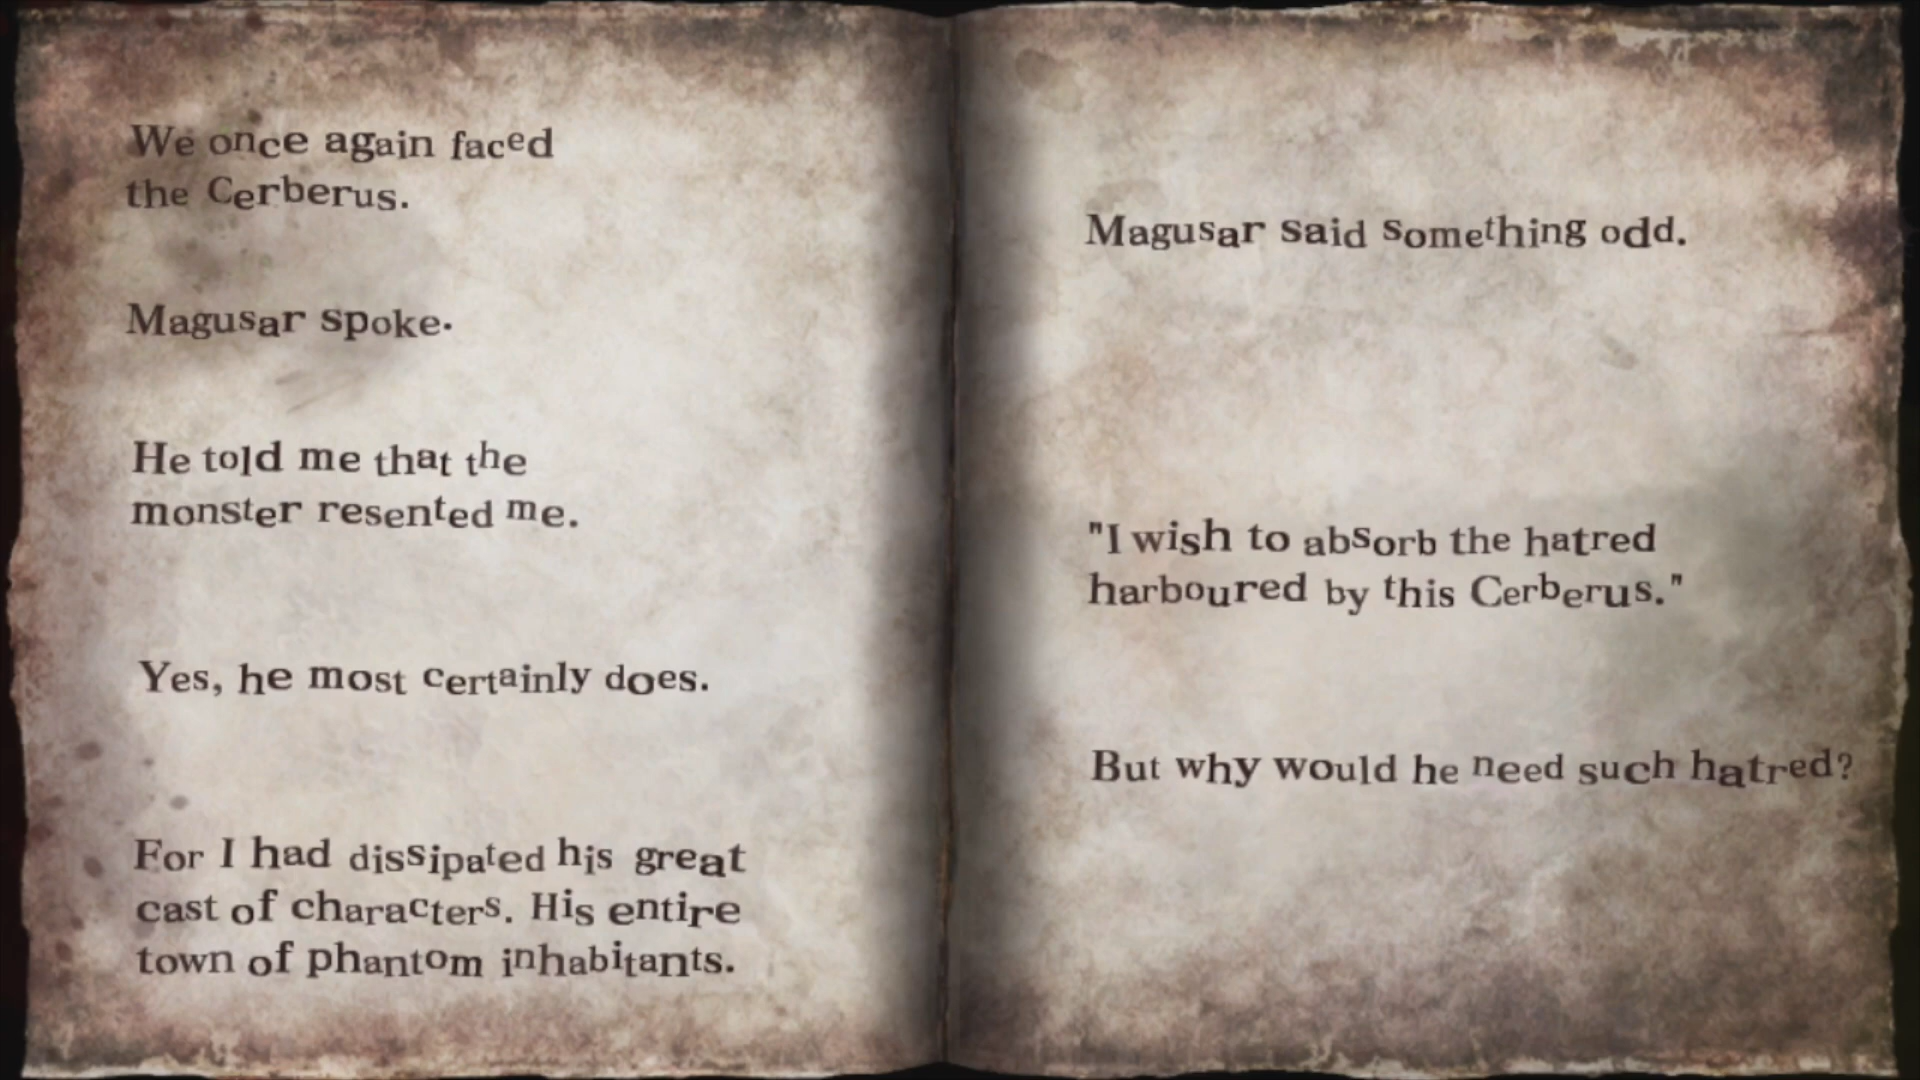 We once again faced
the Cerberus.
Magusar spoke.
He told me that the
monster resented me.
Yes, he most certainly does.
For I had dissipated his great
cast of characters. His entire
town of phantom inhabitants.
Magusar said something odd.
"I wish to absorb the hatred
harboured by this Cerberus."
But why would he need such hatred?